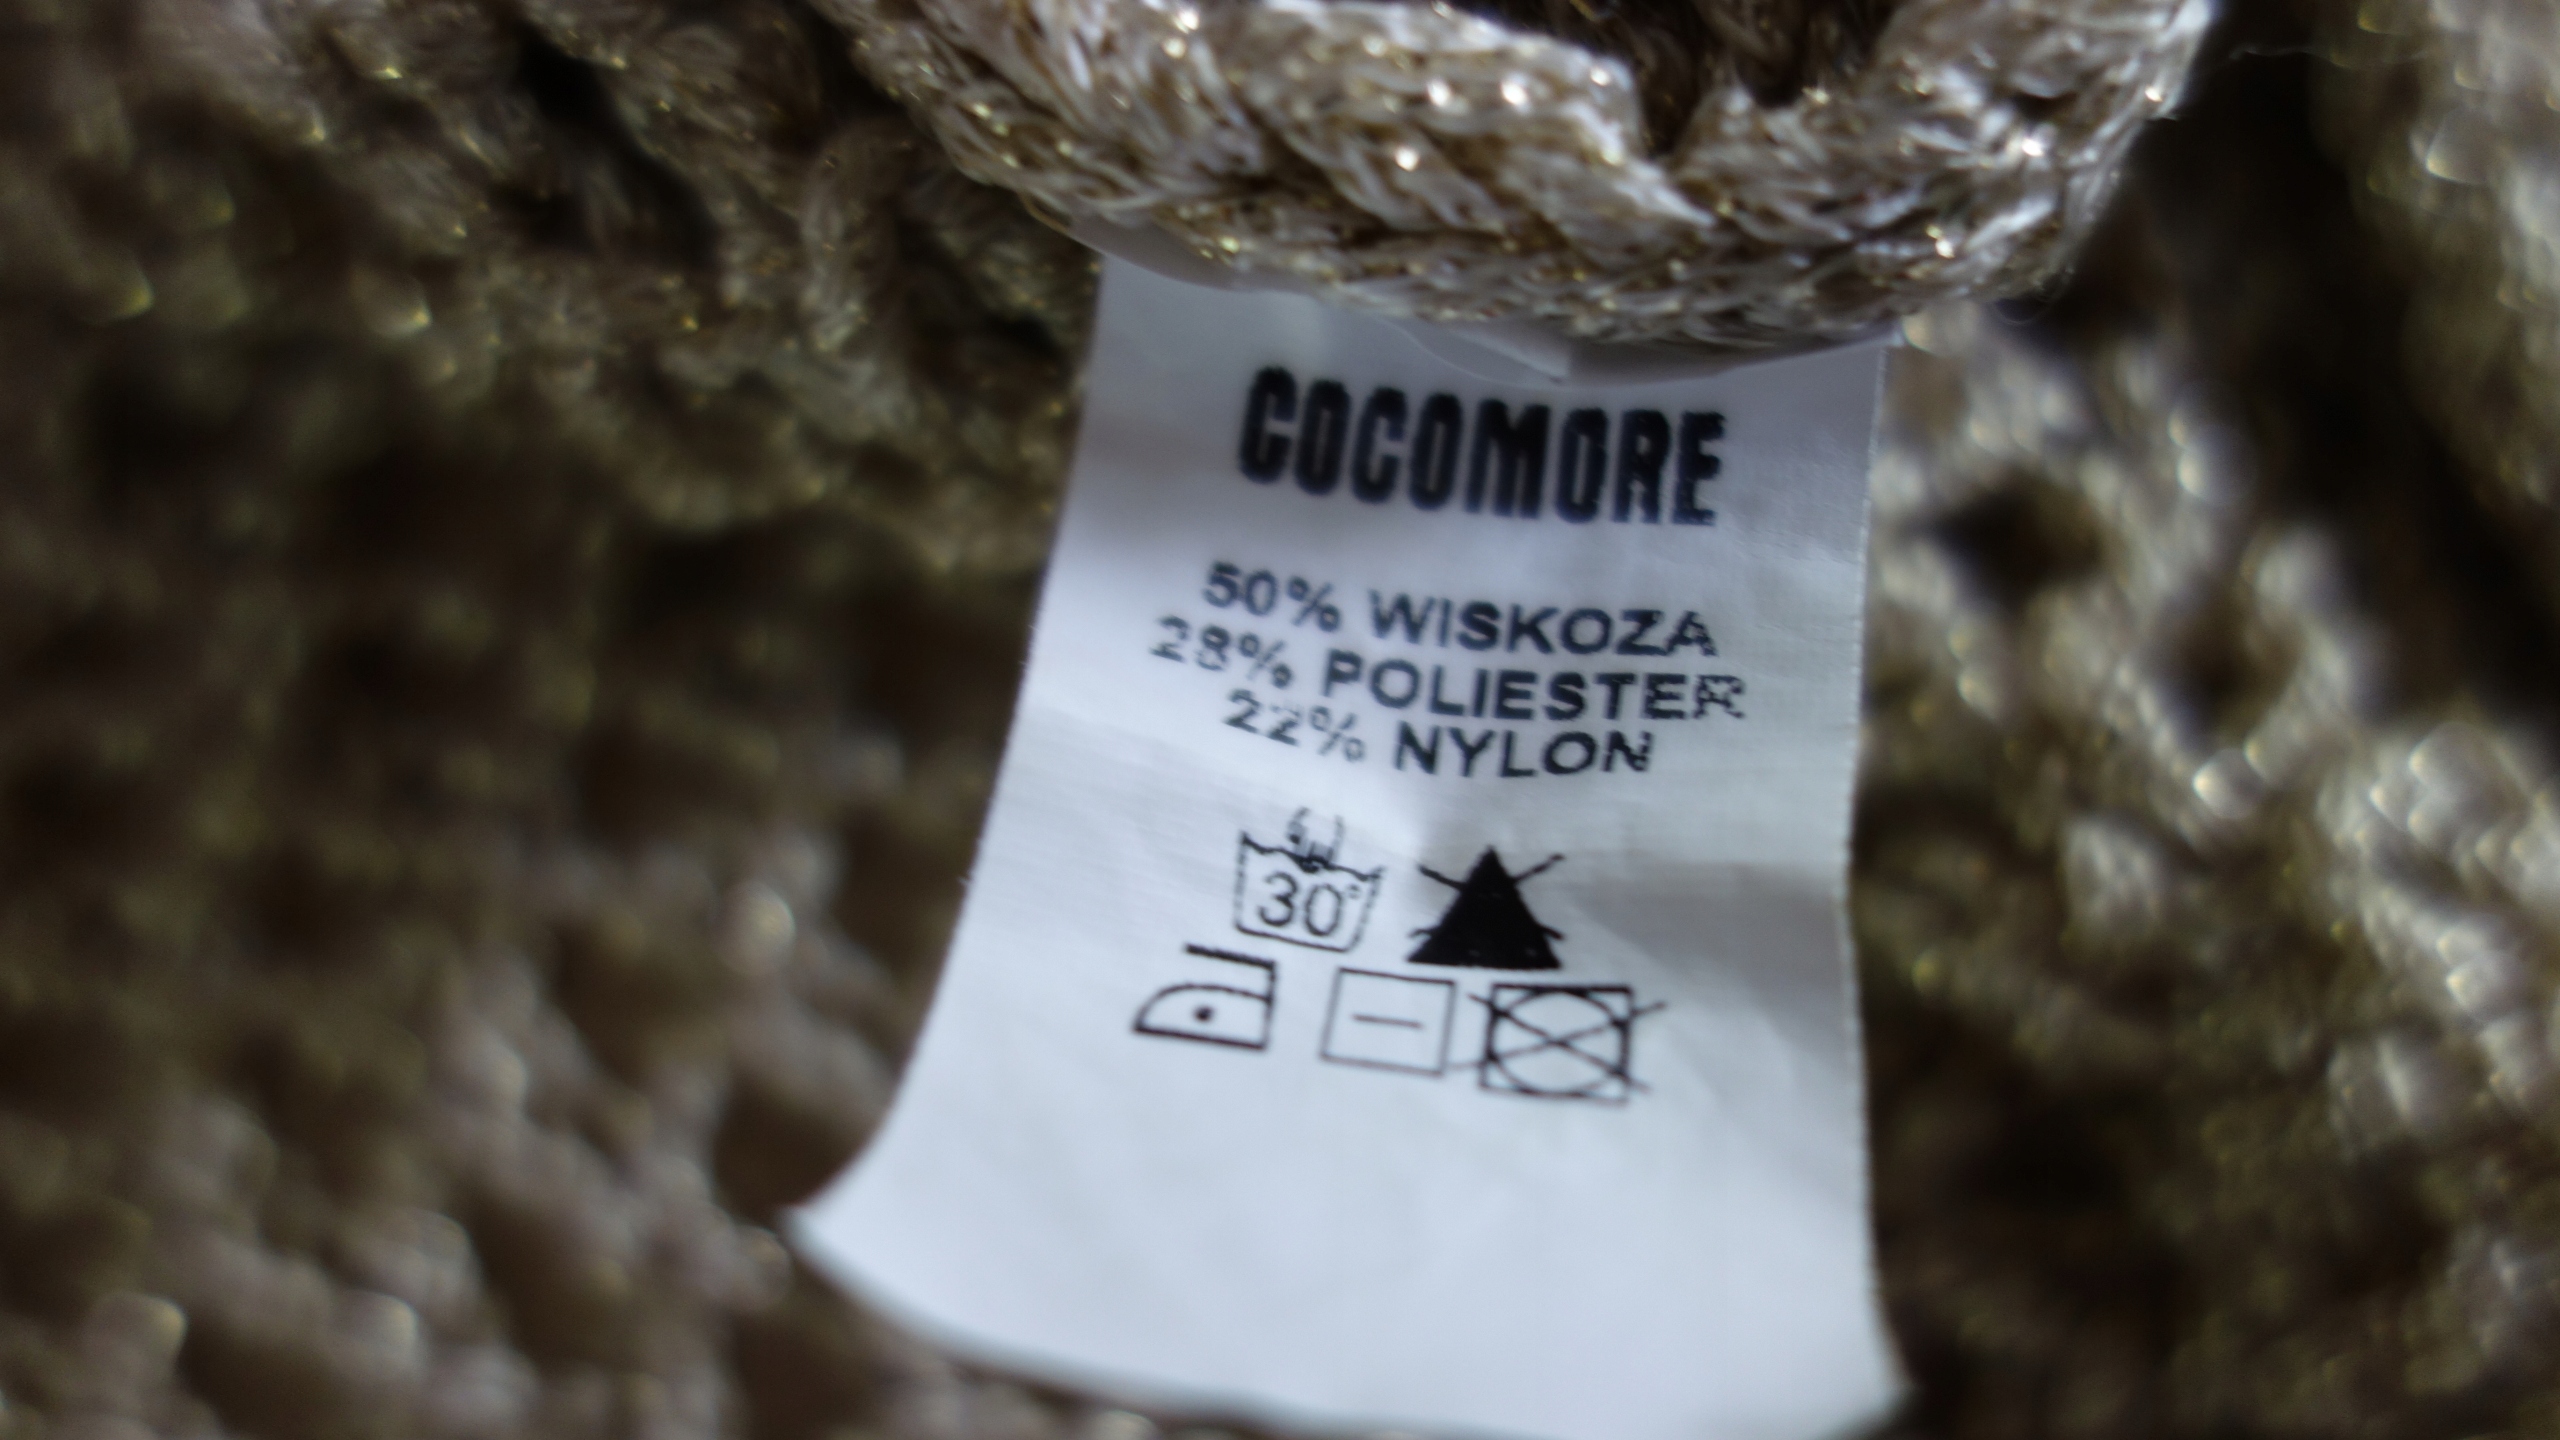 COCOMORE
50% WISKOZA
28% POLIESTER
22% NYLON
30°